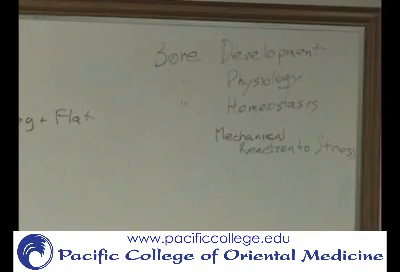 Bone Development
" Physiology
" Homeostasis
Mechanical
Reaction to Stress
g + Flat
www.pacificcollege.edu
Pacific College of Oriental Medicine